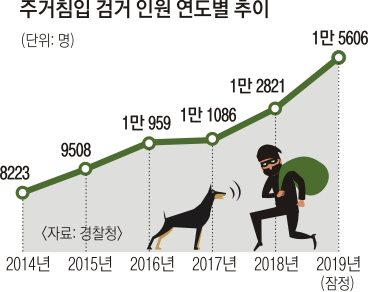 주거침입 검거 인원 연도별 추이
(단위: 명)
8223
9508
1만 959
1만 1086
1만 2821
1만 5606
〈자료: 경찰청〉
2014년 2015년 2016년 2017년 2018년 2019년
(잠정)